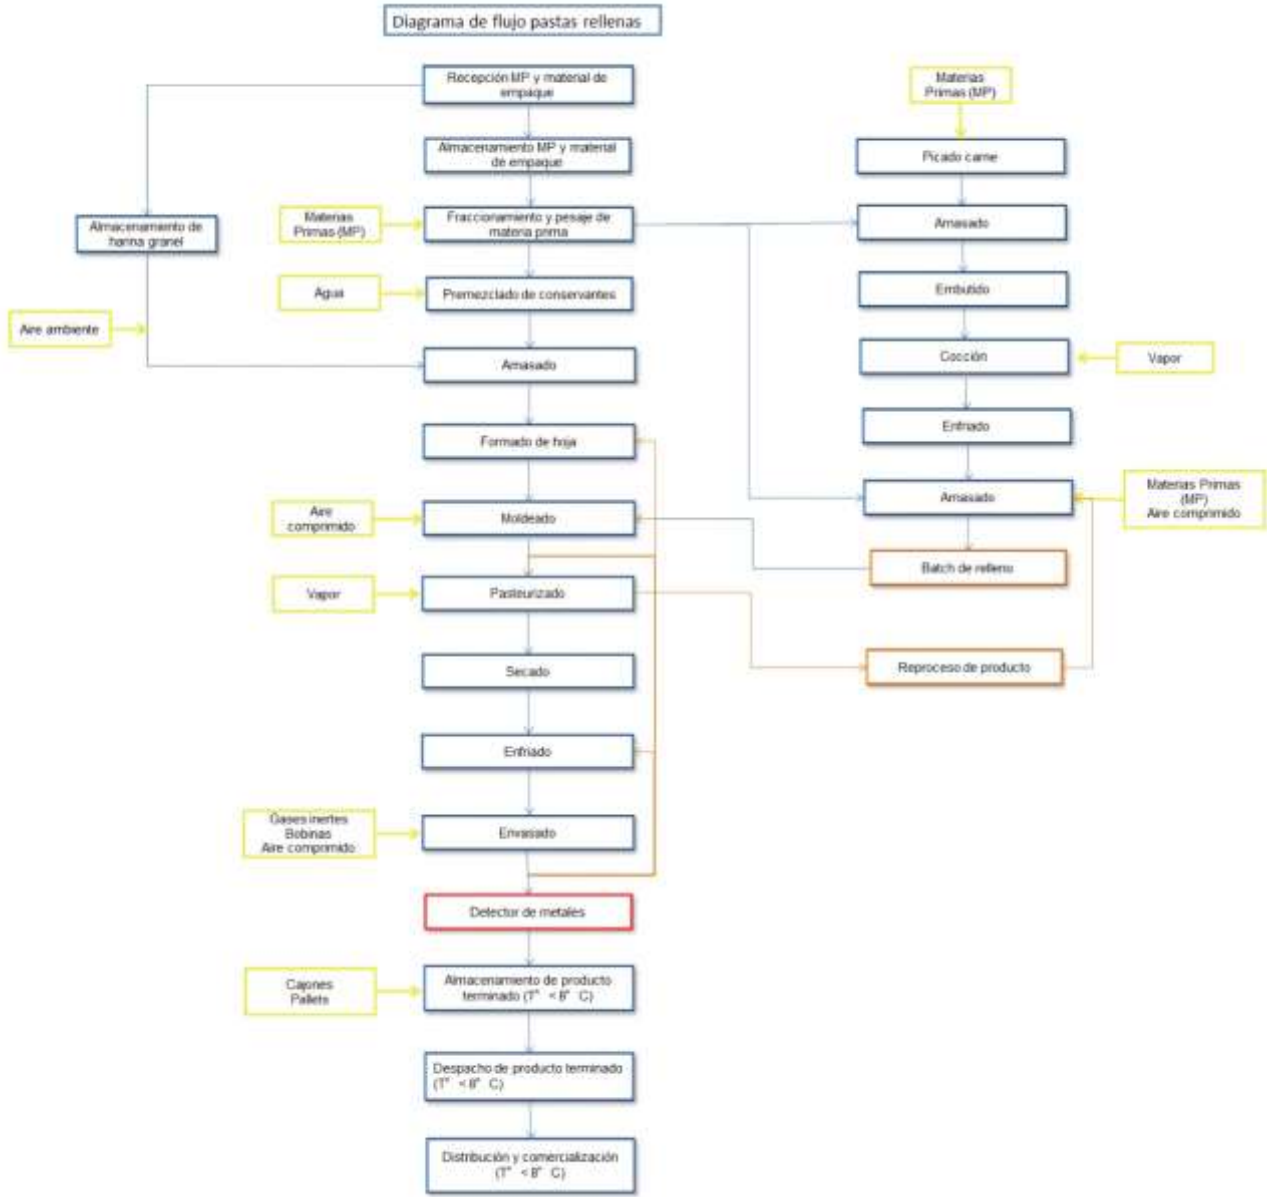 Diagrama de flujo pastas rellenas
Recepción MP y material de
empaque
Almacenamiento MP y material
de empaque
Materias
Primas (MP)
Fraccionamiento y pesaje de
materia prima
Almacenamiento de
harina granel
Agua
Premezclado de conservantes
Aire ambiente
Amasado
Formado de hoja
Aire
comprimido
Moldeado
Vapor
Pasteurizado
Secado
Enfriado
Gases inertes
Bobinas
Aire comprimido
Envasado
Detector de metales
Cajones
Pallets
Almacenamiento de producto
terminado (T° < 8° C)
Despacho de producto terminado
(T° < 8° C)
Distribución y comercialización
(T° < 8° C)
Materias
Primas (MP)
Picado carne
Amasado
Embutido
Cocción
Vapor
Enfriado
Amasado
Materias Primas
(MP)
Aire comprimido
Batch de relleno
Reproceso de producto